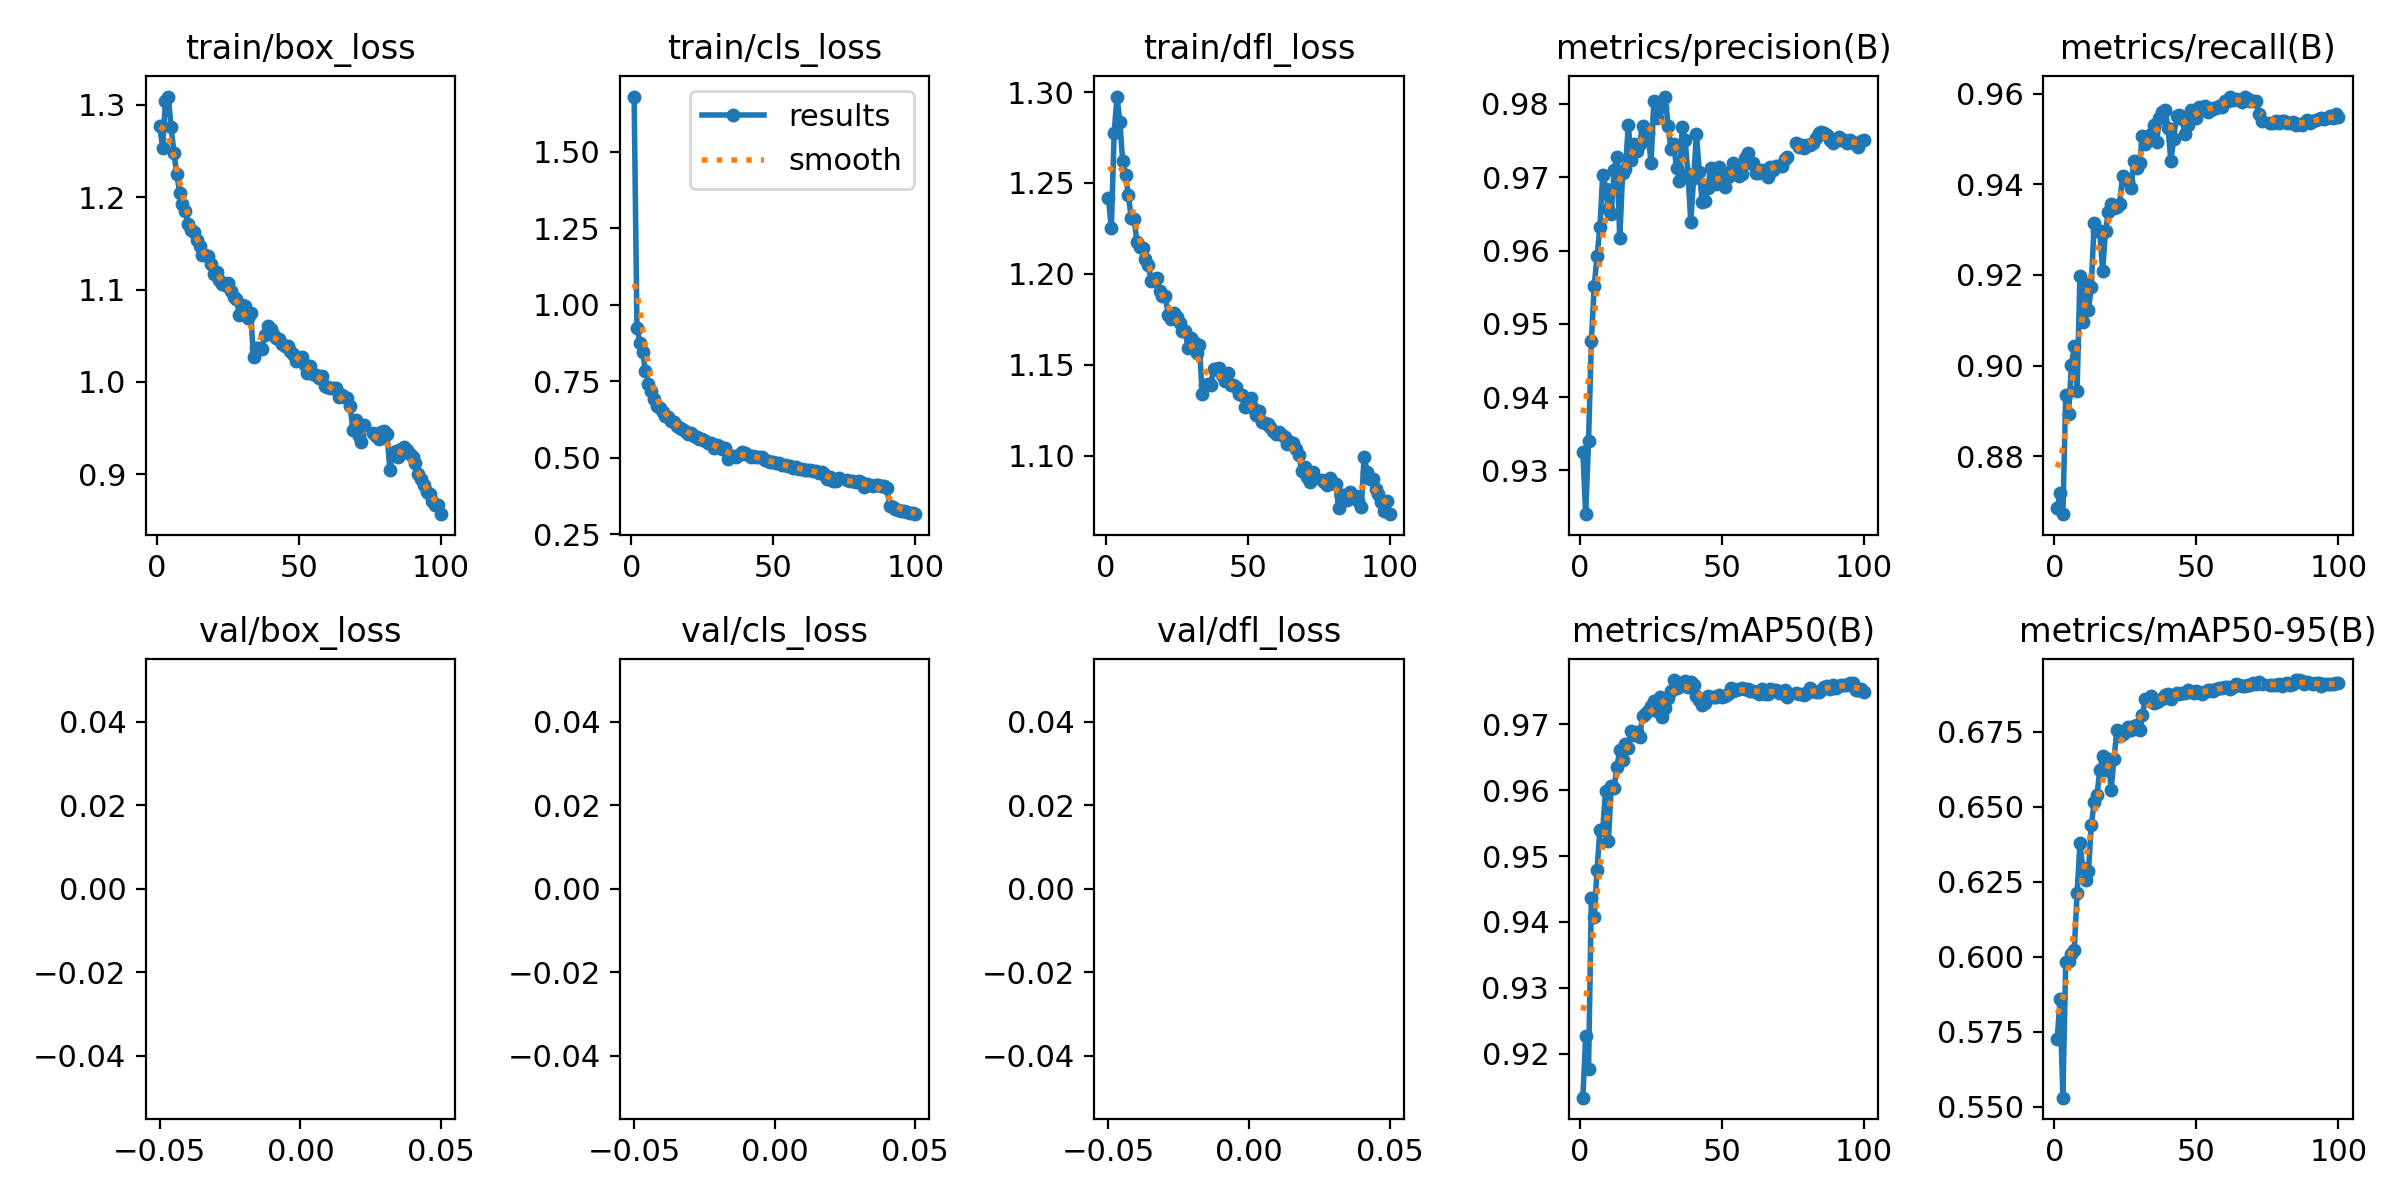 train/box_loss
1.3
1.2
1.1
1.0
0.9
0 50 100
train/cls_loss
results
smooth
1.50
1.25
1.00
0.75
0.50
0.25
0 50 100
train/dfl_loss
1.30
1.25
1.20
1.15
1.10
0 50 100
metrics/precision(B)
0.98
0.97
0.96
0.95
0.94
0.93
0 50 100
metrics/recall(B)
0.96
0.94
0.92
0.90
0.88
0 50 100
val/box_loss
0.04
0.02
0.00
−0.02
−0.04
−0.05 0.00 0.05
val/cls_loss
0.04
0.02
0.00
−0.02
−0.04
−0.05 0.00 0.05
val/dfl_loss
0.04
0.02
0.00
−0.02
−0.04
−0.05 0.00 0.05
metrics/mAP50(B)
0.97
0.96
0.95
0.94
0.93
0.92
0 50 100
metrics/mAP50-95(B)
0.675
0.650
0.625
0.600
0.575
0.550
0 50 100